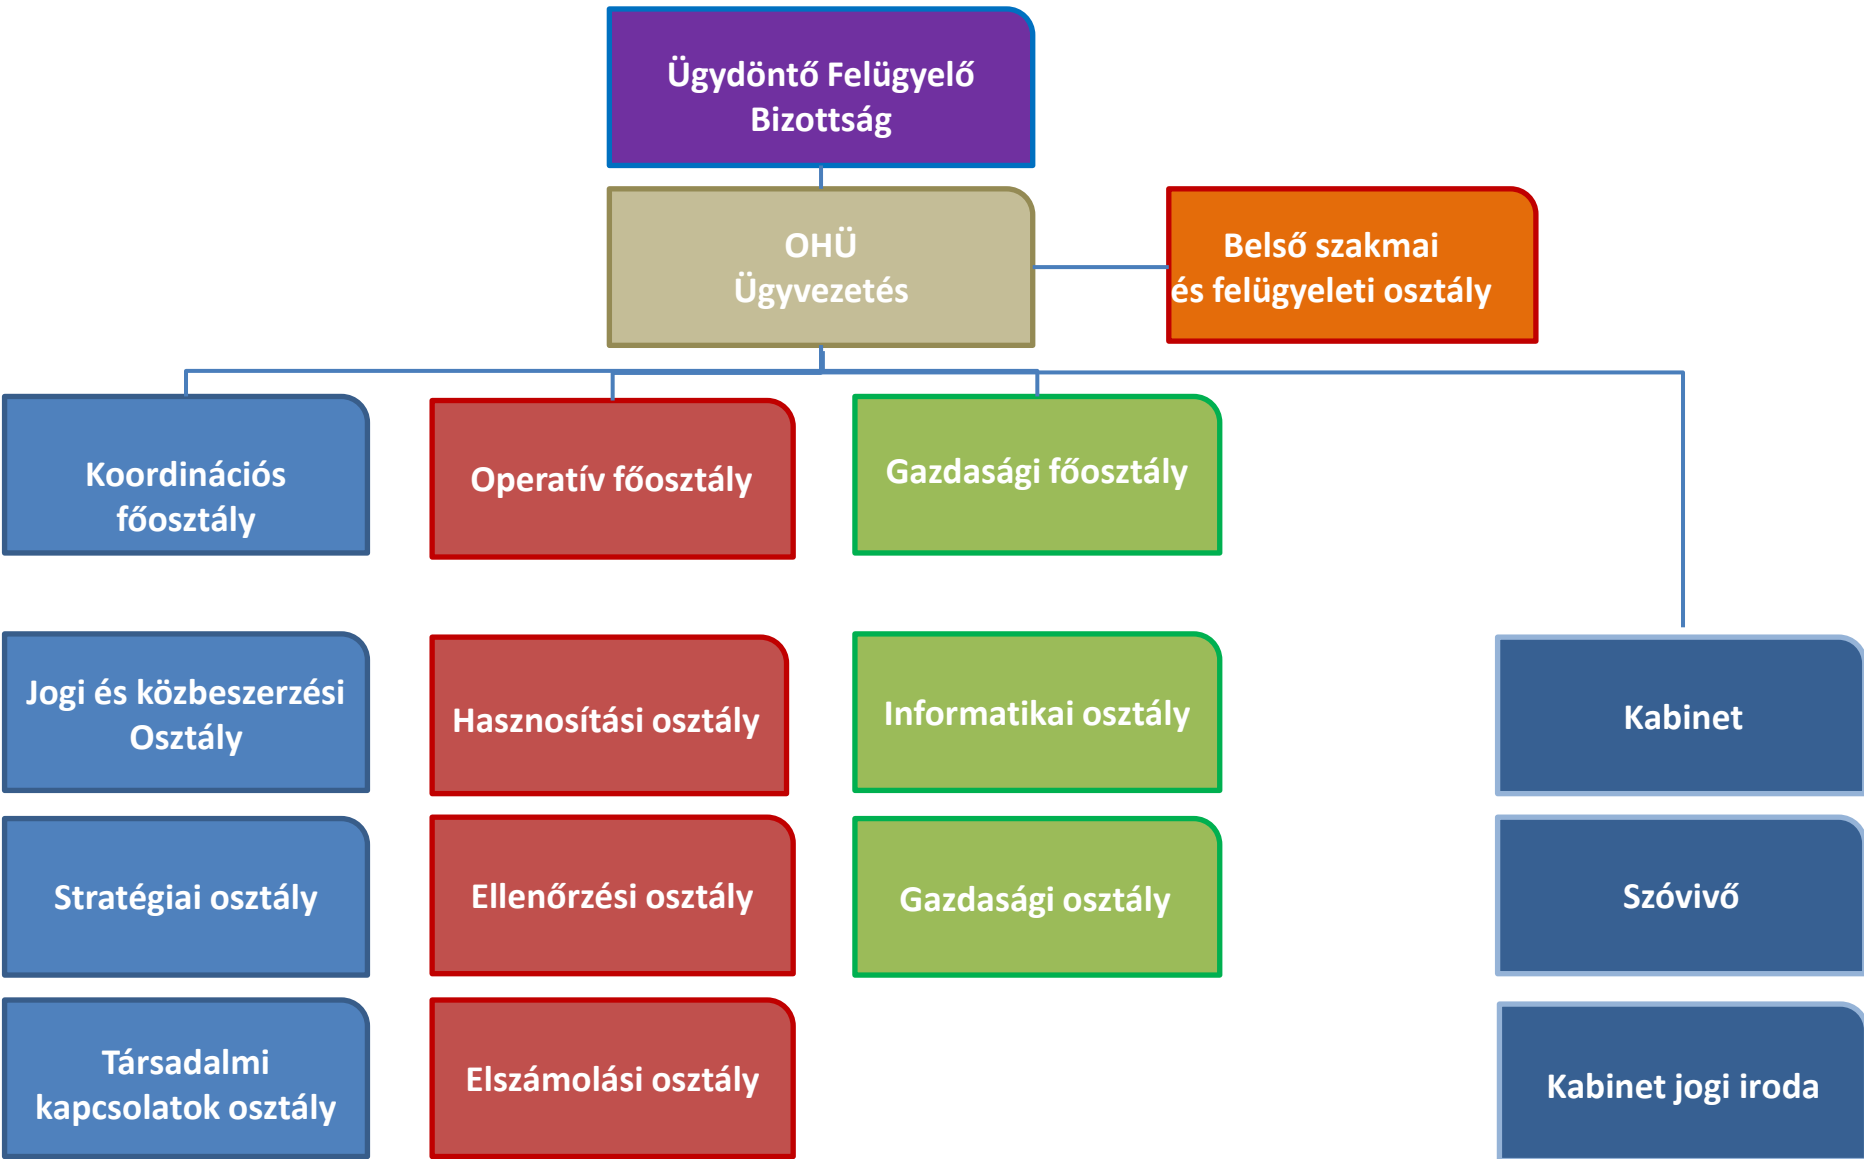 Ügydöntő Felügyelő
Bizottság
OHÜ
Ügyvezetés
Belső szakmai
és felügyeleti osztály
Koordinációs
főosztály
Operatív főosztály
Gazdasági főosztály
Jogi és közbeszerzési
Osztály
Hasznosítási osztály
Informatikai osztály
Kabinet
Stratégiai osztály
Ellenőrzési osztály
Gazdasági osztály
Szóvivő
Társadalmi
kapcsolatok osztály
Elszámolási osztály
Kabinet jogi iroda